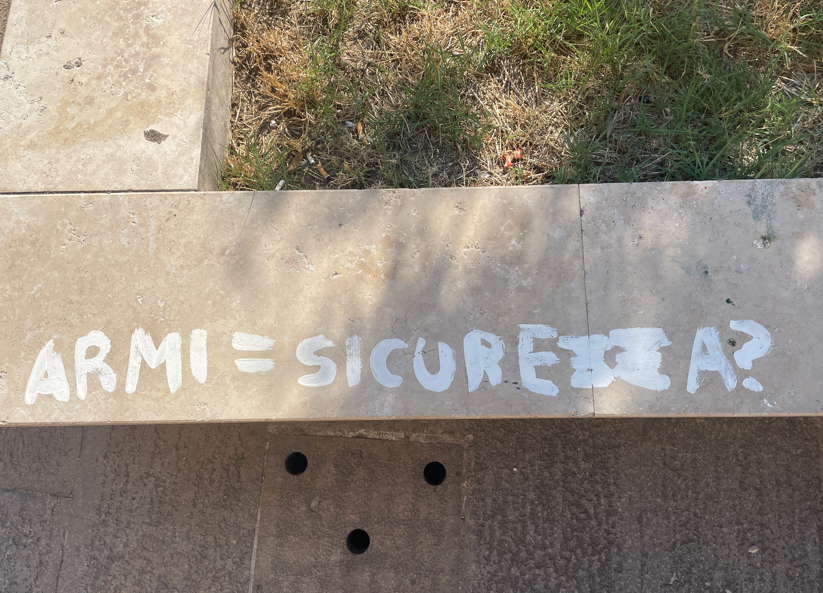 ARMI = SICUREZZA?